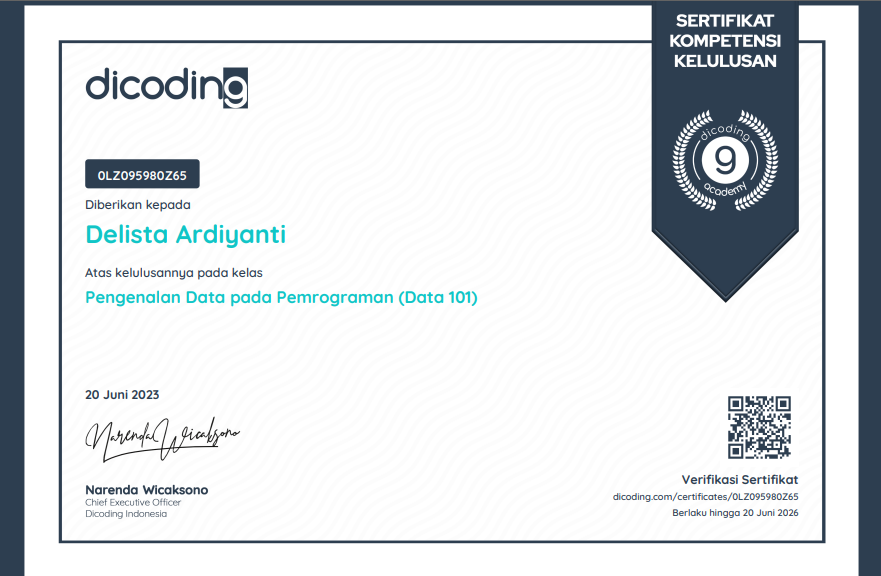 SERTIFIKAT
KOMPETENSI
KELULUSAN
dicoding
dicoding
9
academy
0LZ095980Z65
Diberikan kepada
Delista Ardiyanti
Atas kelulusannya pada kelas
Pengenalan Data pada Pemrograman (Data 101)
20 Juni 2023
Narenda Wicaksono
Narenda Wicaksono
Chief Executive Officer
Dicoding Indonesia
Verifikasi Sertifikat
dicoding.com/certificates/0LZ095980Z65
Berlaku hingga 20 Juni 2026